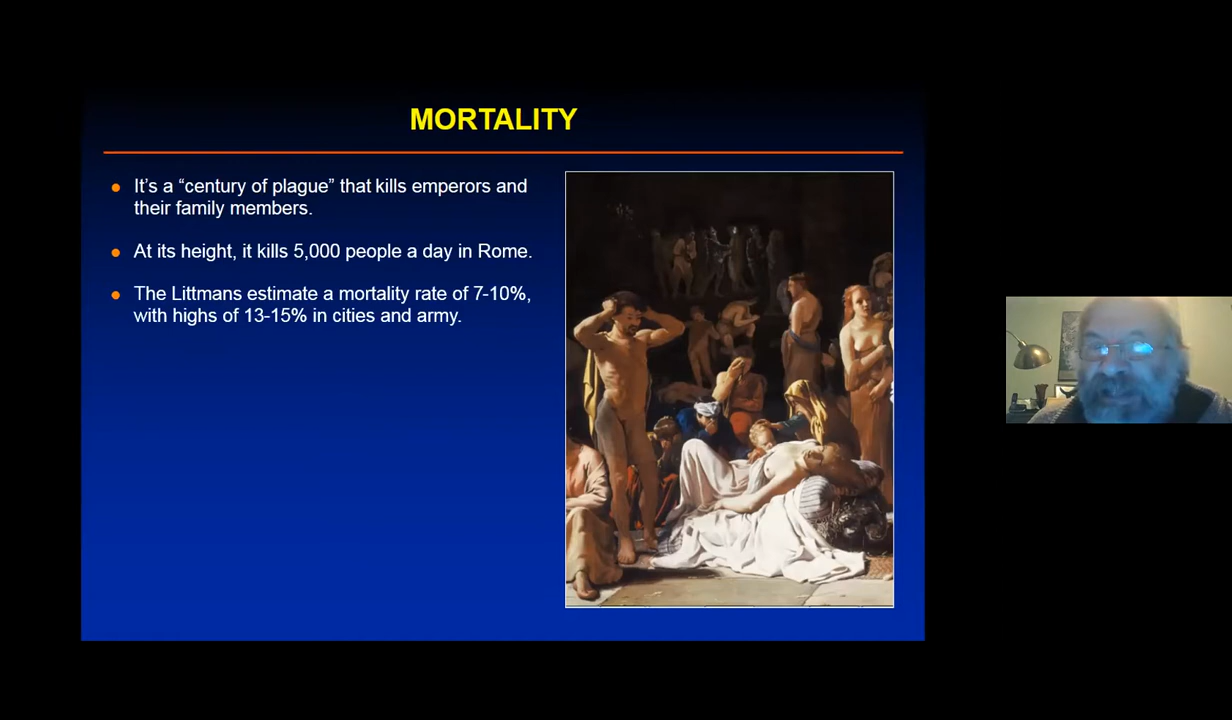 MORTALITY
It’s a “century of plague” that kills emperors and
their family members.
At its height, it kills 5,000 people a day in Rome.
The Littmans estimate a mortality rate of 7-10%,
with highs of 13-15% in cities and army.